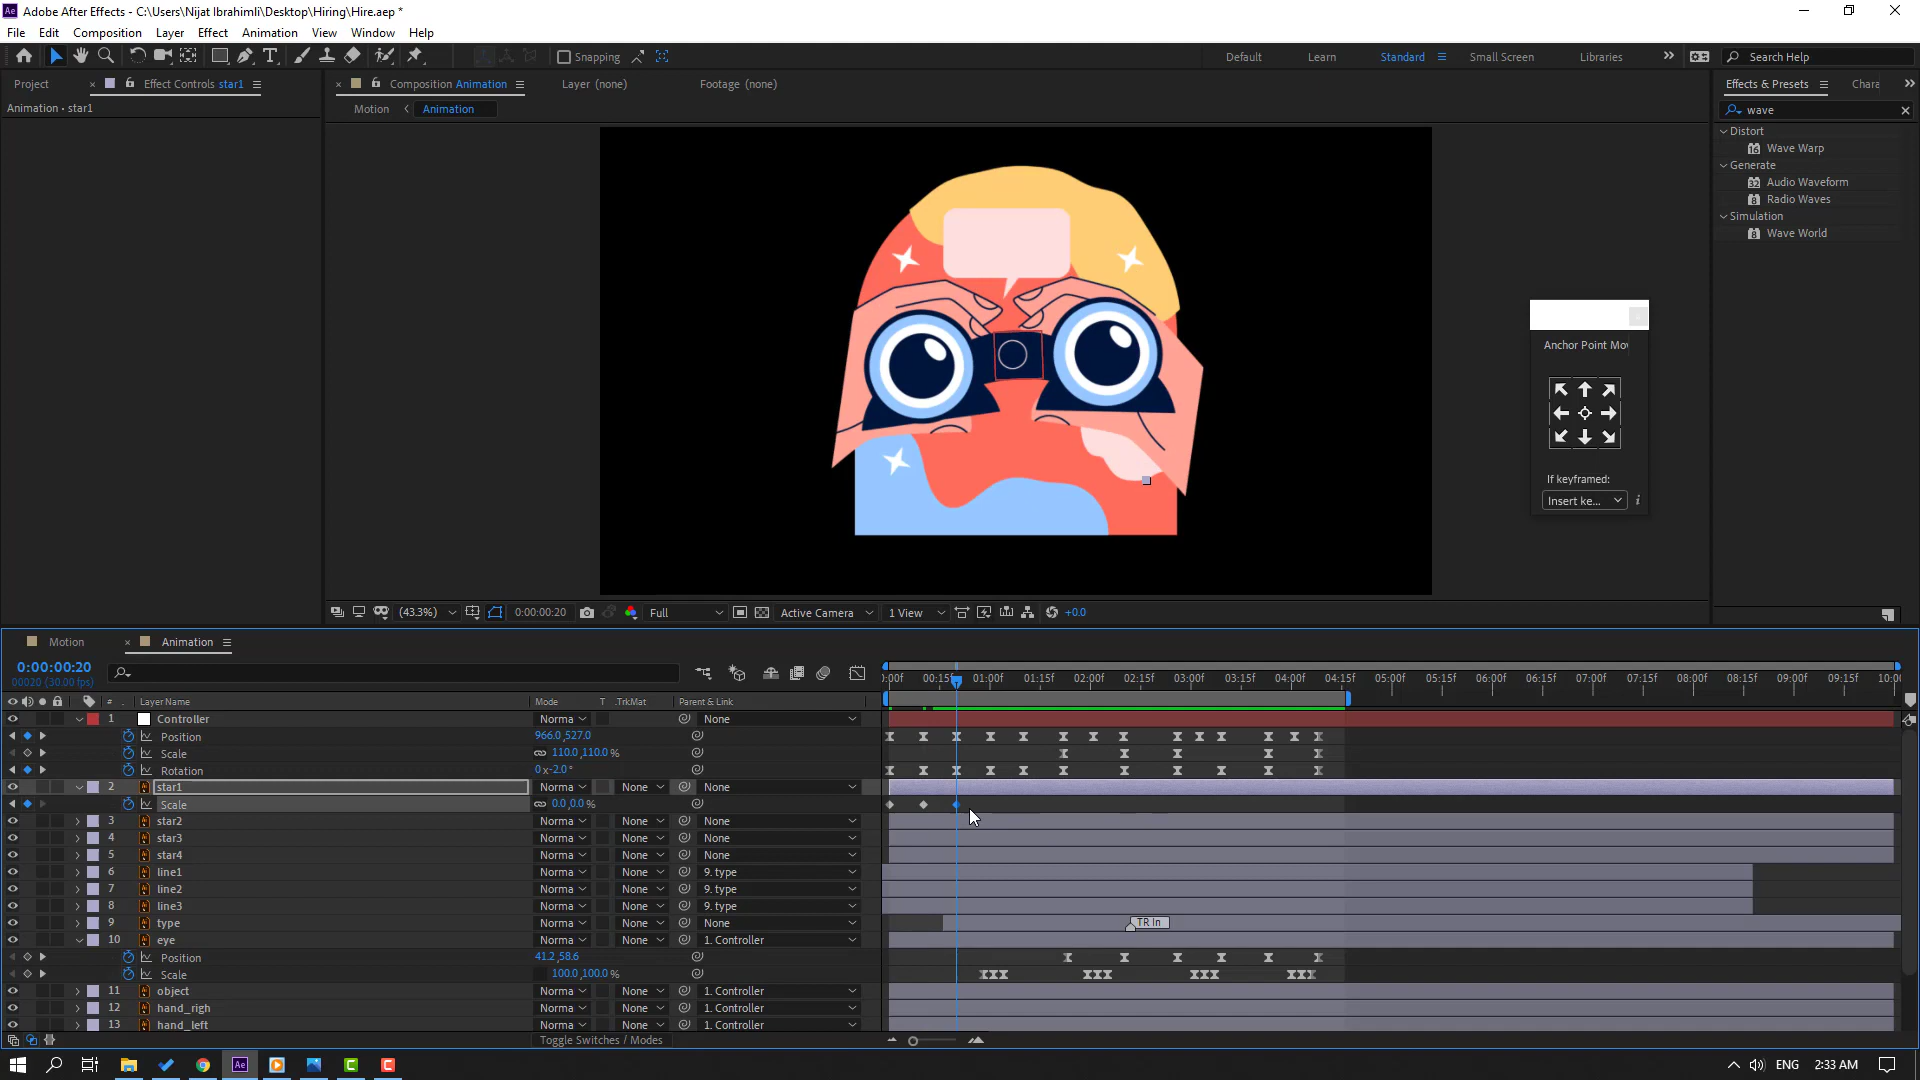 Adobe After Effects - C:\Users\Nijat Ibrahimli\Desktop\Hiring\Hire.aep *
File Edit Composition Layer Effect Animation View Window Help
Snapping Default Learn Standard Small Screen Libraries Search Help
Project Effect Controls star1 Composition Animation Layer (none) Footage (none) Effects & Presets Chara
Animation • star1 Motion Animation wave
Distort
Wave Warp
Generate
Audio Waveform
Radio Waves
Simulation
Wave World
Anchor Point Mov
If keyframed:
Insert ke...
(43.3%) 0:00:00:20 Full Active Camera 1 View +0.0
Motion Animation
0:00:00:20
00020 (30.00 fps)
:00f 00:15f 01:00f 01:15f 02:00f 02:15f 03:00f 03:15f 04:00f 04:15f 05:00f 05:15f 06:00f 06:15f 07:00f 07:15f 08:00f 08:15f 09:00f 09:15f 10:00
# Layer Name Mode T .TrkMat Parent & Link
1 Controller Norma None
Position 966.0,527.0
Scale 110.0,110.0 %
Rotation 0x-2.0°
2 star1 Norma None None
Scale 0.0,0.0 %
3 star2 Norma None None
4 star3 Norma None None
5 star4 Norma None None
6 line1 Norma None 9. type
7 line2 Norma None 9. type
8 line3 Norma None 9. type
9 type Norma None None TR In
10 eye Norma None 1. Controller
Position 41.2,58.6
Scale 100.0,100.0 %
11 object Norma None 1. Controller
12 hand_righ Norma None 1. Controller
13 hand_left Norma None 1. Controller
Toggle Switches / Modes
ENG 2:33 AM